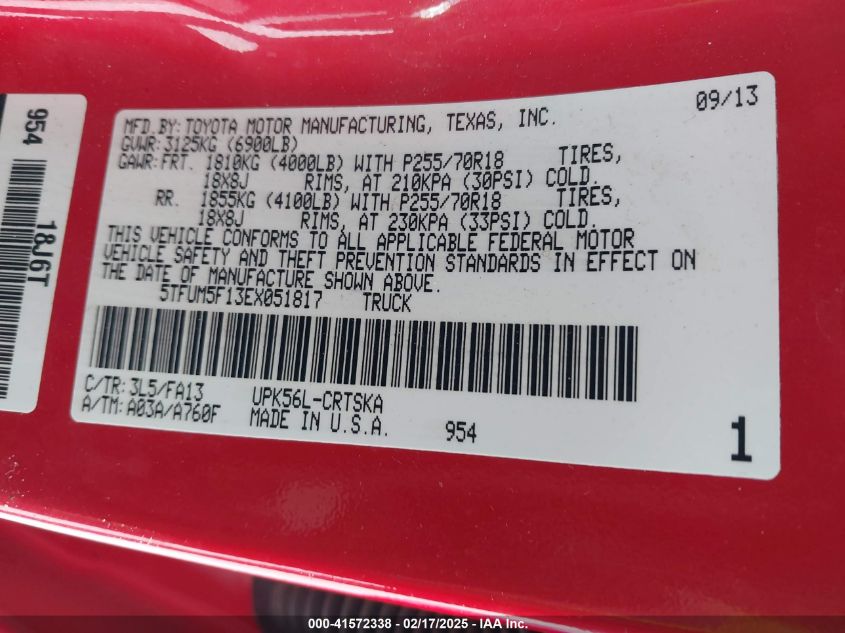 954
18J6T
09/13
MFD.BY:TOYOTA MOTOR MANUFACTURING, TEXAS, INC.
GVWR:3125KG (6900LB)
GAWR:FRT. 1810KG (4000LB) WITH P255/70R18 TIRES,
18X8J RIMS, AT 210KPA (30PSI) COLD,
RR. 1855KG (4100LB) WITH P255/70R18 TIRES,
18X8J RIMS, AT 230KPA (33PSI) COLD,
THIS VEHICLE CONFORMS TO ALL APPLICABLE FEDERAL MOTOR
VEHICLE SAFETY AND THEFT PREVENTION STANDARDS IN EFFECT ON
THE DATE OF MANUFACTURE SHOWN ABOVE.
5TFUM5F13EX051817 TRUCK
C/TR:3L5/FA13 UPK56L-CRTSKA
A/TM:A03A/A760F MADE IN U.S.A. 954
1
000-41572338 — 02/17/2025 — IAA Inc.